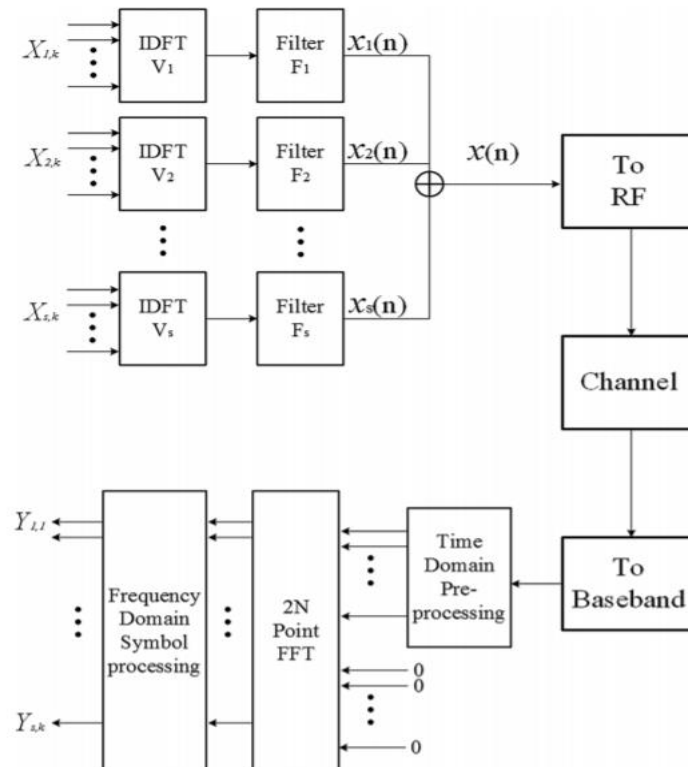 X1,k
IDFT
V1
Filter
F1
x1(n)
X2,k
IDFT
V2
Filter
F2
x2(n)
x(n)
To
RF
Xs,k
IDFT
Vs
Filter
Fs
xs(n)
Channel
Y1,1
Frequency
Domain
Symbol
processing
2N
Point
FFT
Time
Domain
Pre-
processing
To
Baseband
0
0
0
Ys,k